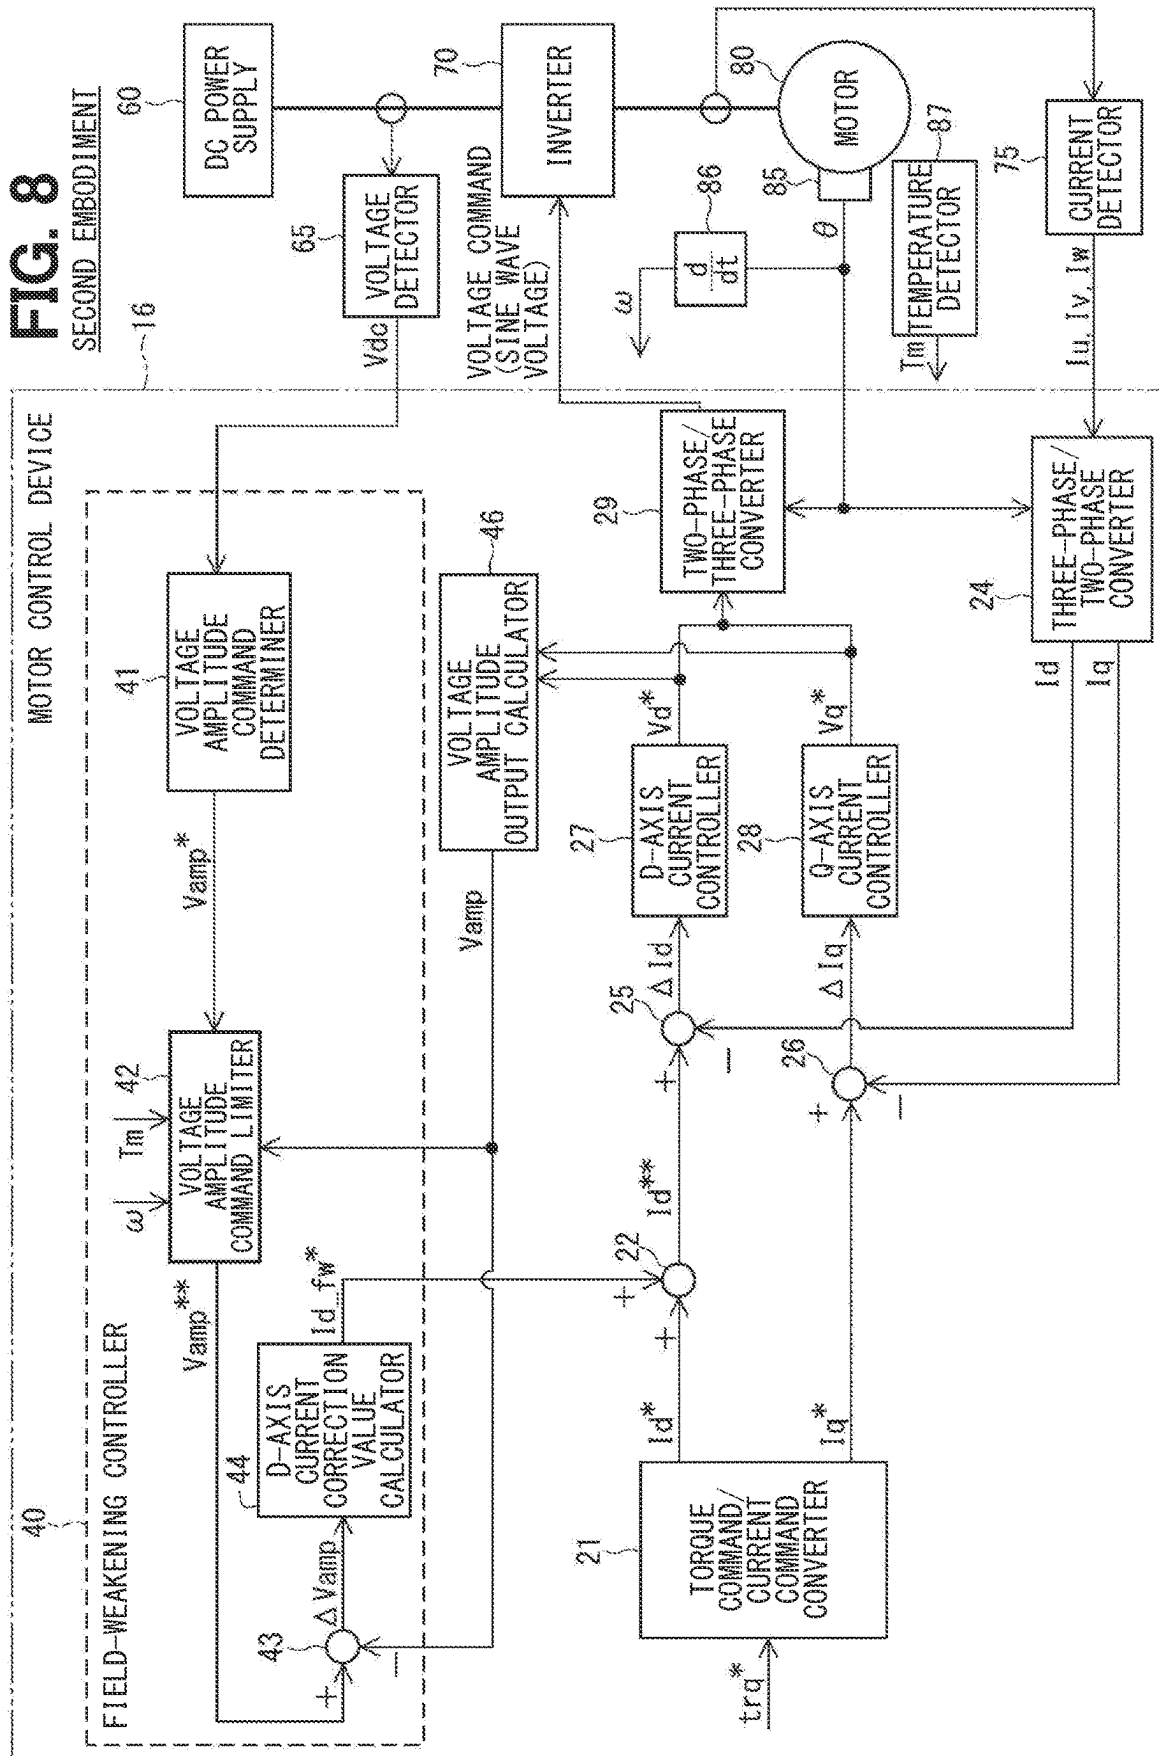 FIG. 8
SECOND EMBODIMENT
16
MOTOR CONTROL DEVICE
40
FIELD-WEAKENING CONTROLLER
41
VOLTAGE
AMPLITUDE
COMMAND
DETERMINER
Vamp*
ω
Tm
42
VOLTAGE
AMPLITUDE
COMMAND LIMITER
Vamp**
43
+
−
ΔVamp
44
D-AXIS
CURRENT
CORRECTION
VALUE
CALCULATOR
Id_fw*
46
VOLTAGE
AMPLITUDE
OUTPUT CALCULATOR
Vamp
trq*
21
TORQUE
COMMAND/
CURRENT
COMMAND
CONVERTER
Id*
Iq*
22
+
+
Id**
25
+
−
ΔId
26
+
−
ΔIq
27
D-AXIS
CURRENT
CONTROLLER
Vd*
28
Q-AXIS
CURRENT
CONTROLLER
Vq*
29
TWO-PHASE/
THREE-PHASE
CONVERTER
24
THREE-PHASE/
TWO-PHASE
CONVERTER
Id
Iq
60
DC POWER
SUPPLY
65
VOLTAGE
DETECTOR
Vdc
VOLTAGE COMMAND
(SINE WAVE
VOLTAGE)
70
INVERTER
80
MOTOR
85
θ
86
d
dt
ω
87
TEMPERATURE
DETECTOR
Tm
75
CURRENT
DETECTOR
Iu, Iv, Iw